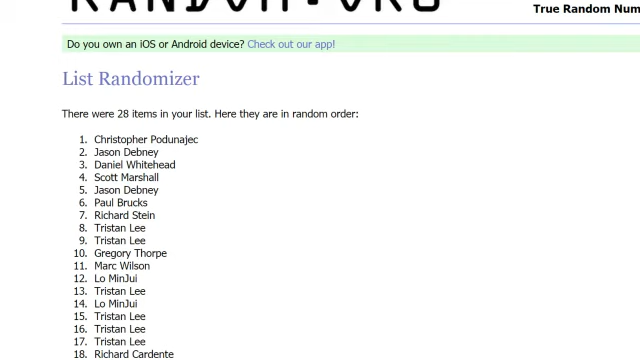 RANDOM.ORG
True Random Num
Do you own an iOS or Android device? Check out our app!
List Randomizer
There were 28 items in your list. Here they are in random order:
1. Christopher Podunajec
2. Jason Debney
3. Daniel Whitehead
4. Scott Marshall
5. Jason Debney
6. Paul Brucks
7. Richard Stein
8. Tristan Lee
9. Tristan Lee
10. Gregory Thorpe
11. Marc Wilson
12. Lo MinJui
13. Tristan Lee
14. Lo MinJui
15. Tristan Lee
16. Tristan Lee
17. Tristan Lee
18. Richard Cardente